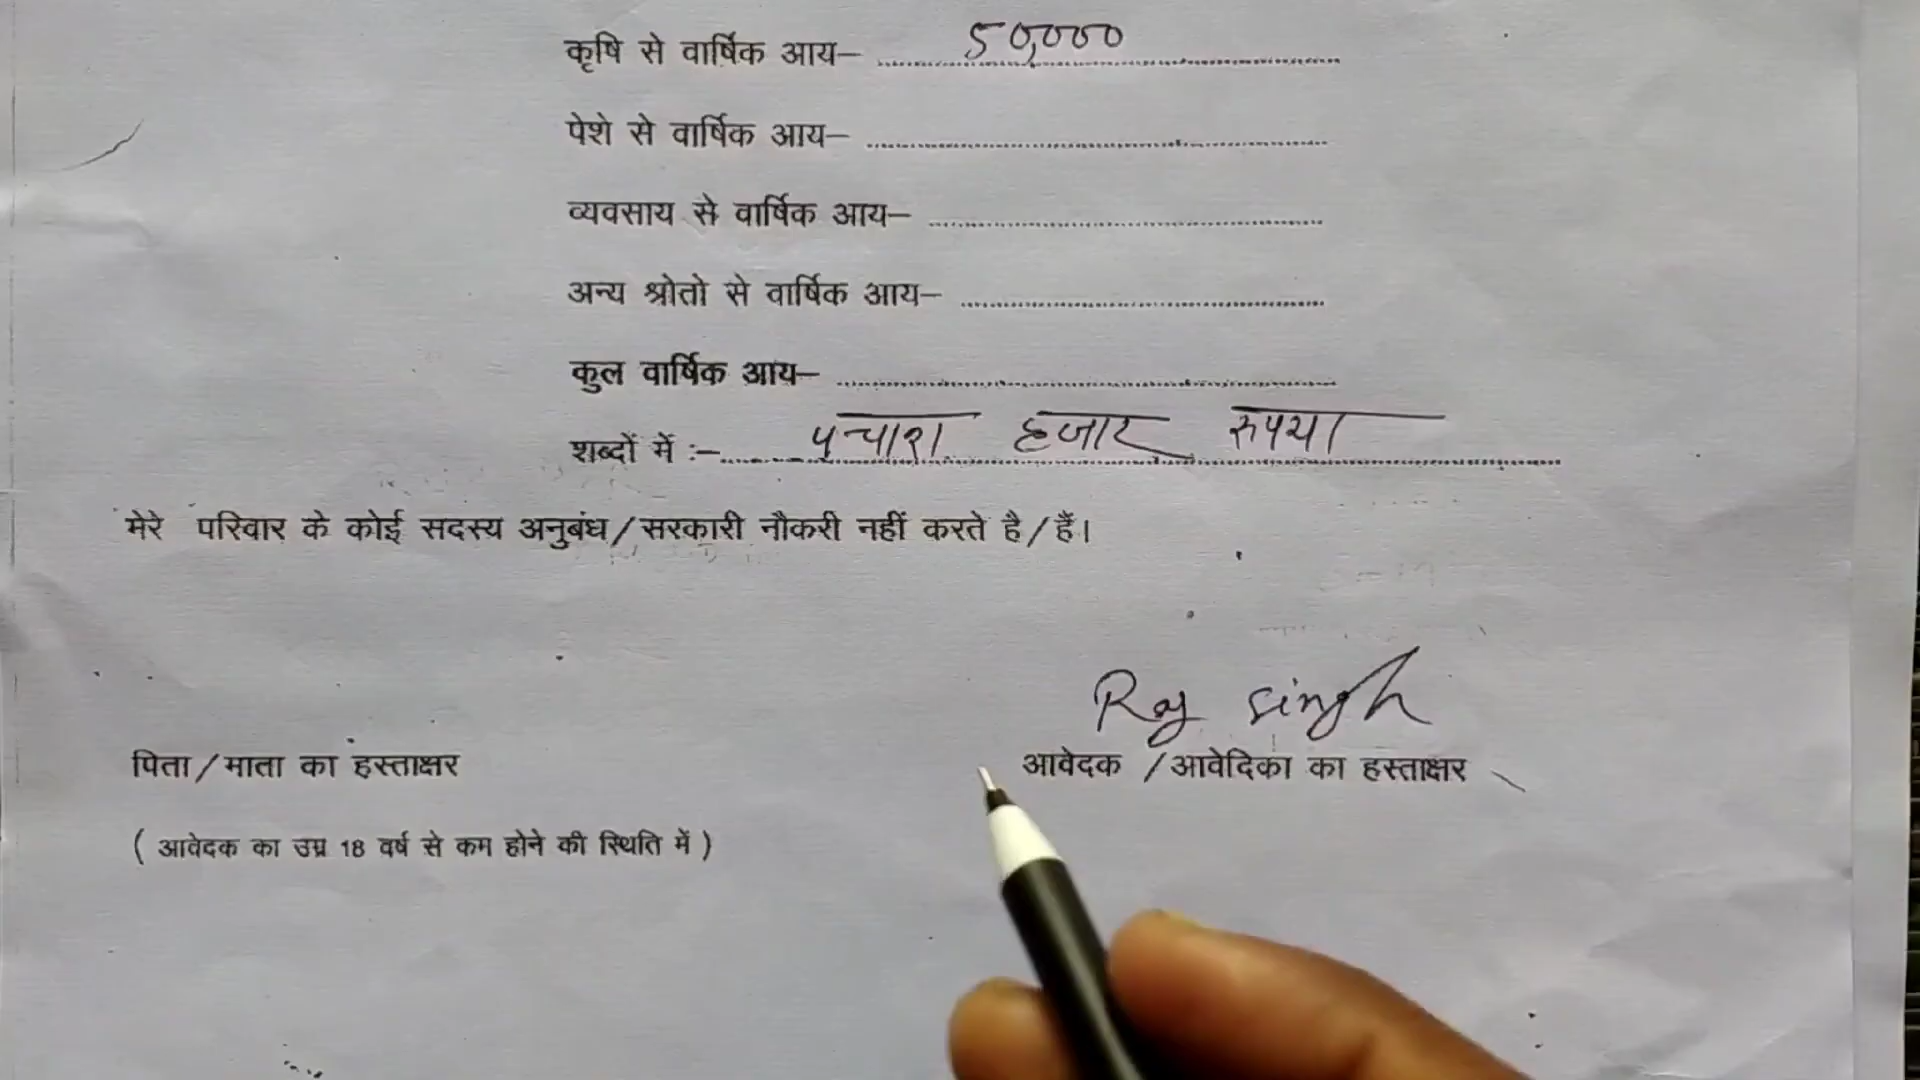 कृषि से वार्षिक आय– 50,000
पेशे से वार्षिक आय–
व्यवसाय से वार्षिक आय–
अन्य श्रोतो से वार्षिक आय–
कुल वार्षिक आय–
शब्दों में :– पचाश हजार रुपया
मेरे परिवार के कोई सदस्य अनुबंध/सरकारी नौकरी नहीं करते है/हैं।
Raj Singh
पिता/माता का हस्ताक्षर आवेदक /आवेदिका का हस्ताक्षर
( आवेदक का उम्र 18 वर्ष से कम होने की स्थिति में )